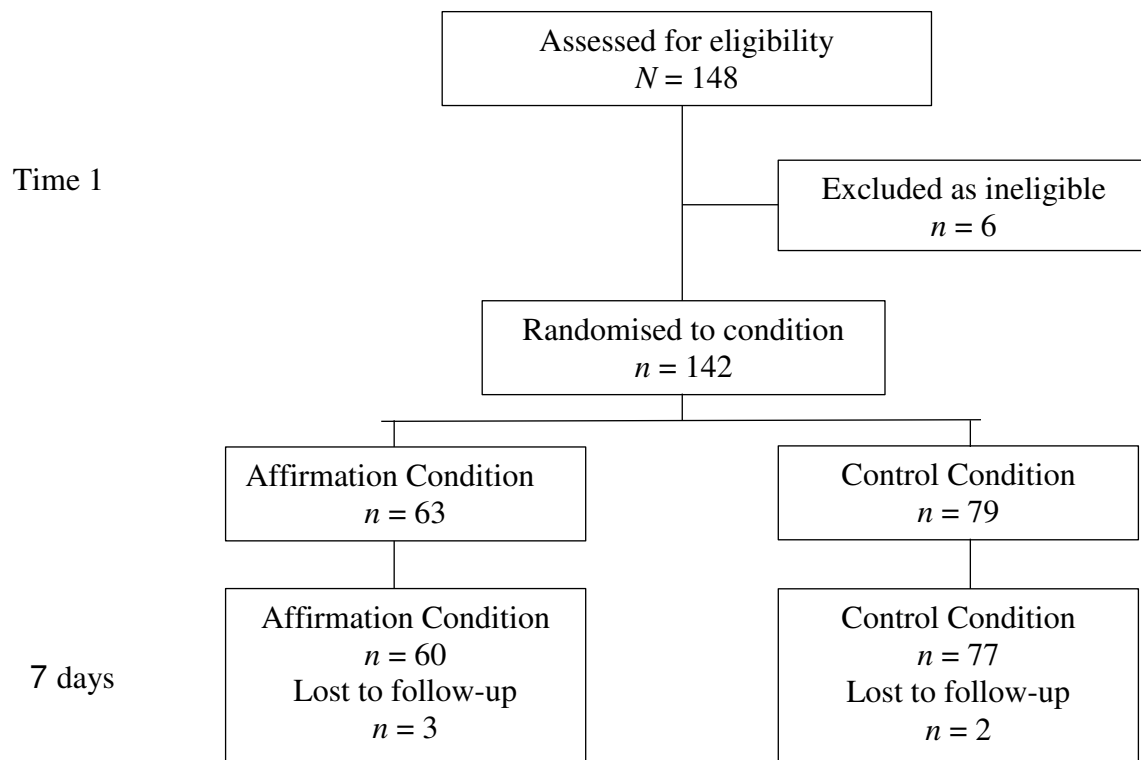 Assessed for eligibility
N = 148
Time 1
Excluded as ineligible
n = 6
Randomised to condition
n = 142
Affirmation Condition
n = 63
Control Condition
n = 79
7 days
Affirmation Condition
n = 60
Lost to follow-up
n = 3
Control Condition
n = 77
Lost to follow-up
n = 2